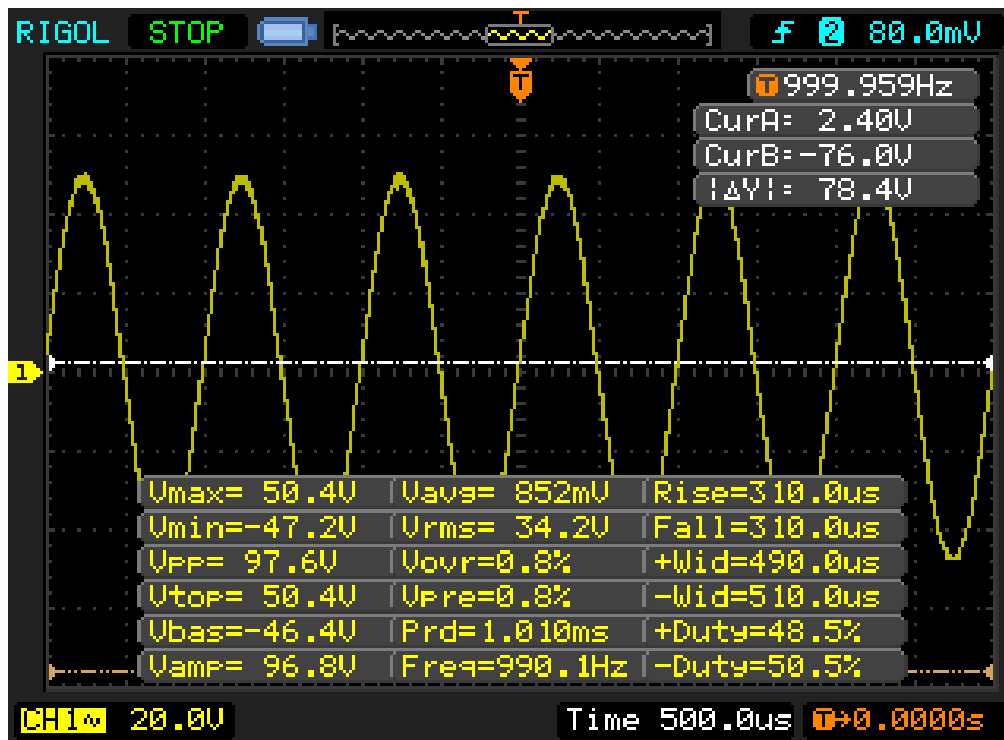 RIGOL STOP T 2 80.0mV
T
T 999.959Hz
CurA= 2.40V
CurB=-76.0V
|ΔY|= 78.4V
1
Vmax= 50.4V Vavg= 852mV Rise=310.0us
Vmin=-47.2V Vrms= 34.2V Fall=310.0us
Vpp= 97.6V Vovr=0.8% +Wid=490.0us
Vtop= 50.4V Vpre=0.8% -Wid=510.0us
Vbas=-46.4V Prd=1.010ms +Duty=48.5%
Vamp= 96.8V Freq=990.1Hz -Duty=50.5%
CH1~ 20.0V Time 500.0us T→0.0000s